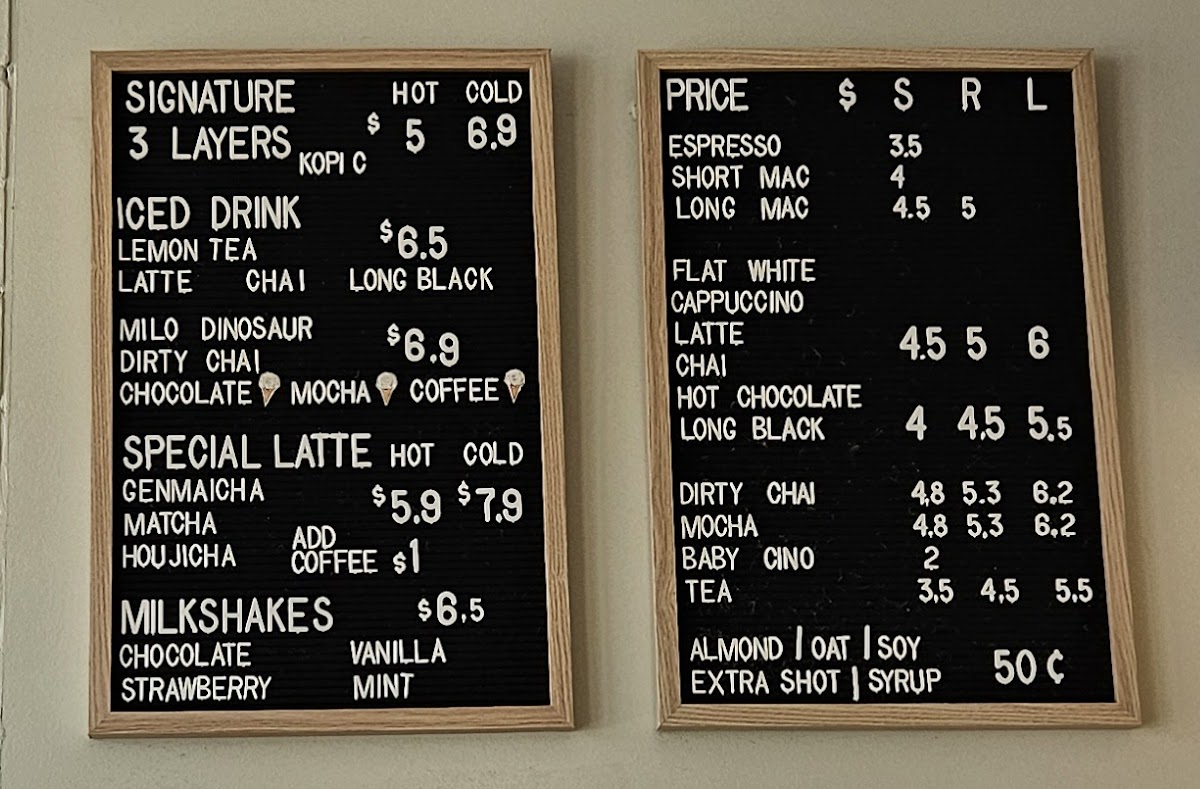 SIGNATURE HOT COLD
3 LAYERS $ 5 6.9
KOPI C
ICED DRINK
LEMON TEA $6.5
LATTE CHAI LONG BLACK
MILO DINOSAUR $6.9
DIRTY CHAI
CHOCOLATE MOCHA COFFEE
SPECIAL LATTE HOT COLD
GENMAICHA $5.9 $7.9
MATCHA
HOUJICHA ADD COFFEE $1
MILKSHAKES $6.5
CHOCOLATE VANILLA
STRAWBERRY MINT
PRICE $ S R L
ESPRESSO 3.5
SHORT MAC 4
LONG MAC 4.5 5
FLAT WHITE
CAPPUCCINO
LATTE 4.5 5 6
CHAI
HOT CHOCOLATE
LONG BLACK 4 4.5 5.5
DIRTY CHAI 4.8 5.3 6.2
MOCHA 4.8 5.3 6.2
BABY CINO 2
TEA 3.5 4.5 5.5
ALMOND | OAT | SOY
EXTRA SHOT | SYRUP 50¢